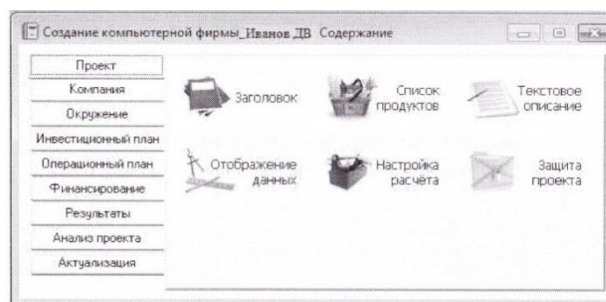 Создание компьютерной фирмы_Иванов ДВ Содержание
Проект
Компания
Окружение
Инвестиционный план
Операционный план
Финансирование
Результаты
Анализ проекта
Актуализация
Заголовок
Список
продуктов
Текстовое
описание
Отображение
данных
Настройка
расчёта
Защита
проекта